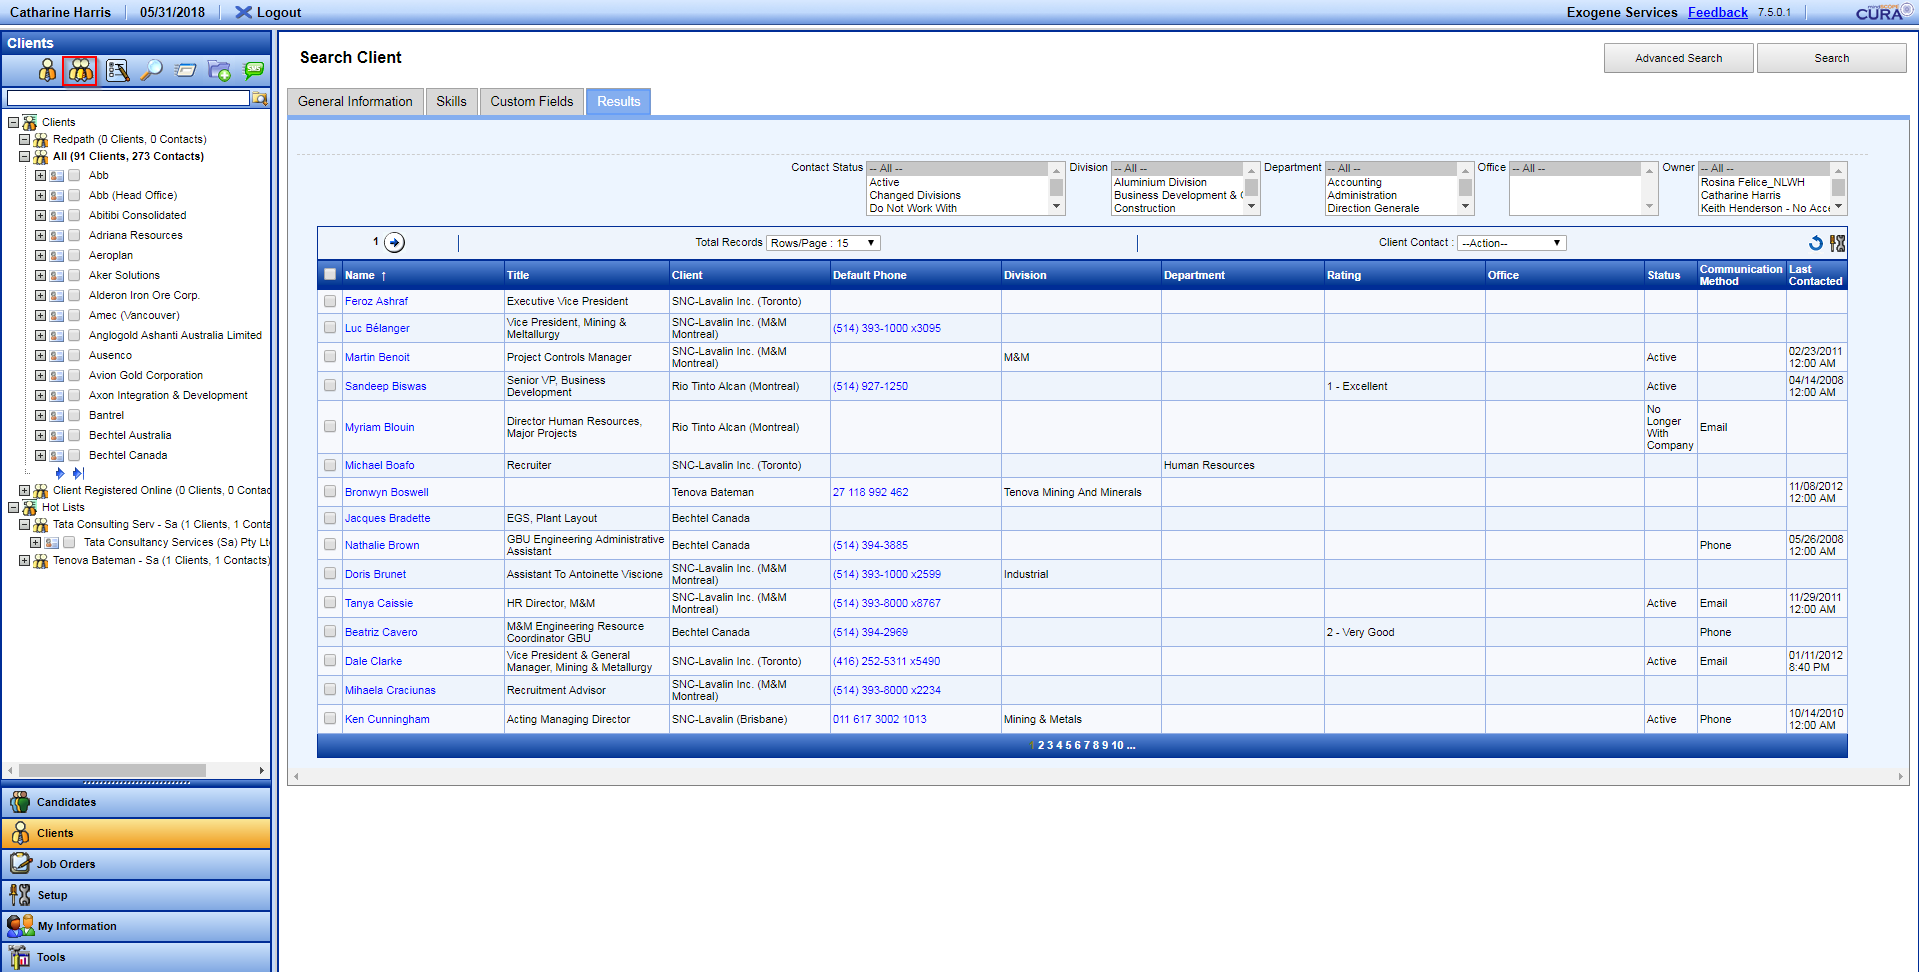 Catharine Harris 05/31/2018 Logout Exogene Services Feedback 7.5.0.1 CURA
Clients
SMS
Clients
Redpath (0 Clients, 0 Contacts)
All (91 Clients, 273 Contacts)
Abb
Abb (Head Office)
Abitibi Consolidated
Adriana Resources
Aeroplan
Aker Solutions
Alderon Iron Ore Corp.
Amec (Vancouver)
Anglogold Ashanti Australia Limited
Ausenco
Avion Gold Corporation
Axon Integration & Development
Bantrel
Bechtel Australia
Bechtel Canada
Client Registered Online (0 Clients, 0 Contac
Hot Lists
Tata Consulting Serv - Sa (1 Clients, 1 Conta
Tata Consultancy Services (Sa) Pty Lt
Tenova Bateman - Sa (1 Clients, 1 Contacts)
Candidates
Clients
Job Orders
Setup
My Information
Tools
Search Client Advanced Search Search
General Information Skills Custom Fields Results
Contact Status -- All -- Division -- All -- Department -- All -- Office -- All -- Owner -- All --
Active Aluminium Division Accounting Rosina Felice_NLWH
Changed Divisions Business Development & C Administration Catharine Harris
Do Not Work With Construction Direction Generale Keith Henderson - No Acce
1 Total Records Rows/Page : 15 Client Contact : --Action--
Name ↑ Title Client Default Phone Division Department Rating Office Status Communication Method Last Contacted
Feroz Ashraf Executive Vice President SNC-Lavalin Inc. (Toronto)
Luc Bélanger Vice President, Mining & Meltallurgy SNC-Lavalin Inc. (M&M Montreal) (514) 393-1000 x3095
Martin Benoit Project Controls Manager SNC-Lavalin Inc. (M&M Montreal) M&M Active 02/23/2011 12:00 AM
Sandeep Biswas Senior VP, Business Development Rio Tinto Alcan (Montreal) (514) 927-1250 1 - Excellent Active 04/14/2008 12:00 AM
Myriam Blouin Director Human Resources, Major Projects Rio Tinto Alcan (Montreal) No Longer With Company Email
Michael Boafo Recruiter SNC-Lavalin Inc. (Toronto) Human Resources
Bronwyn Boswell Tenova Bateman 27 118 992 462 Tenova Mining And Minerals 11/08/2012 12:00 AM
Jacques Bradette EGS, Plant Layout Bechtel Canada
Nathalie Brown GBU Engineering Administrative Assistant Bechtel Canada (514) 394-3885 Phone 05/26/2008 12:00 AM
Doris Brunet Assistant To Antoinette Viscione SNC-Lavalin Inc. (M&M Montreal) (514) 393-1000 x2599 Industrial
Tanya Caissie HR Director, M&M SNC-Lavalin Inc. (M&M Montreal) (514) 393-8000 x8767 Active Email 11/29/2011 12:00 AM
Beatriz Cavero M&M Engineering Resource Coordinator GBU Bechtel Canada (514) 394-2969 2 - Very Good Phone
Dale Clarke Vice President & General Manager, Mining & Metallurgy SNC-Lavalin Inc. (Toronto) (416) 252-5311 x5490 Active Email 01/11/2012 8:40 PM
Mihaela Craciunas Recruitment Advisor SNC-Lavalin Inc. (M&M Montreal) (514) 393-8000 x2234
Ken Cunningham Acting Managing Director SNC-Lavalin (Brisbane) 011 617 3002 1013 Mining & Metals Active Phone 10/14/2010 12:00 AM
1 2 3 4 5 6 7 8 9 10 ...